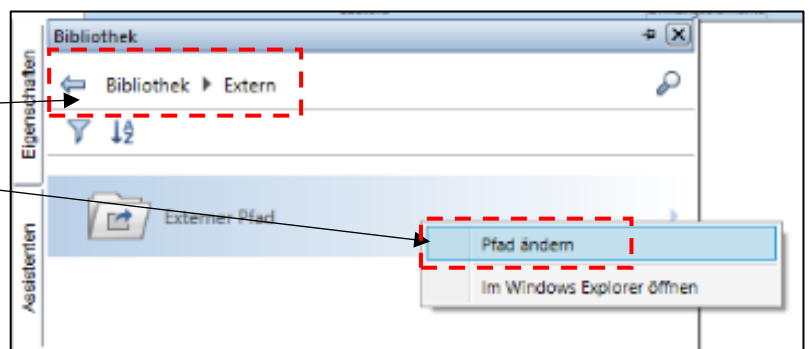 Bibliothek
Bibliothek Extern
Eigenschaften
Externer Pfad
Pfad ändern
Im Windows Explorer öffnen
Assistenten